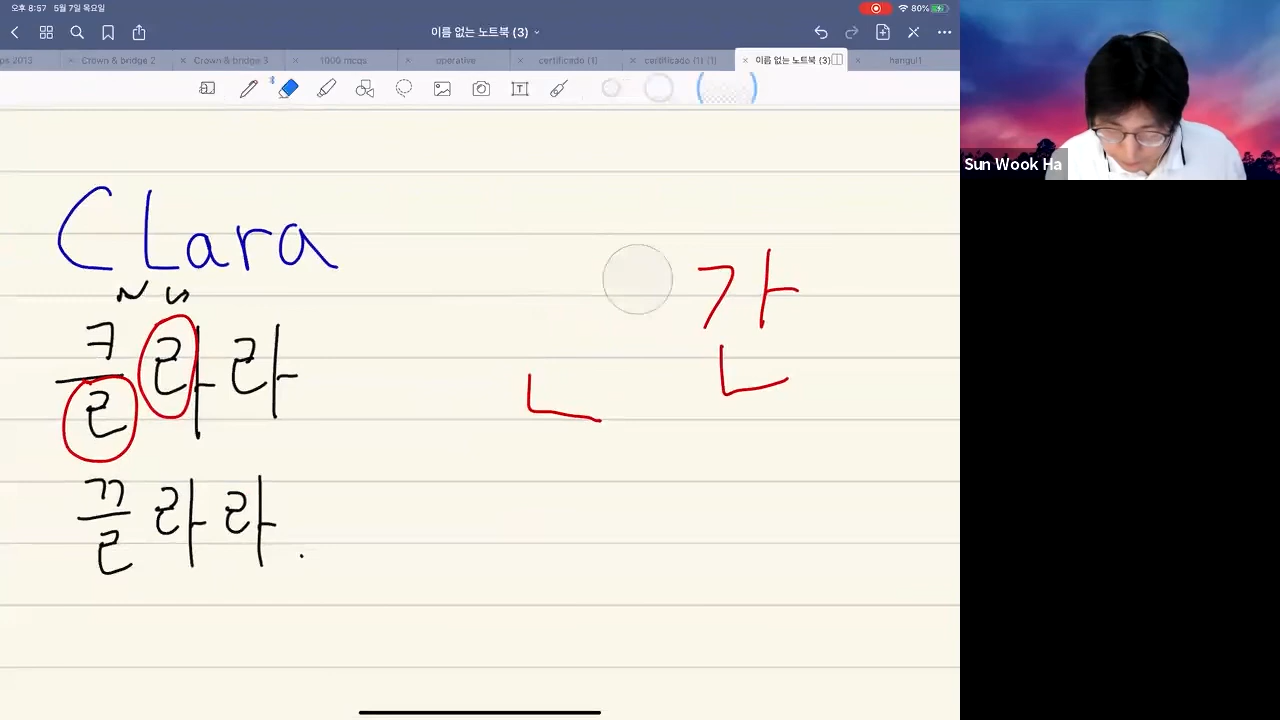 오후 8:57 5월 7일 목요일
80%
이름 없는 노트북 (3)
ps 2013
Crown & bridge 2
Crown & bridge 3
1000 mcqs
operative
certificado (1)
certificado (1) (1)
이름 없는 노트북 (3)
hangul1
T
Sun Wook Ha
CLara
클라라
끌라라.
간
ㄴ